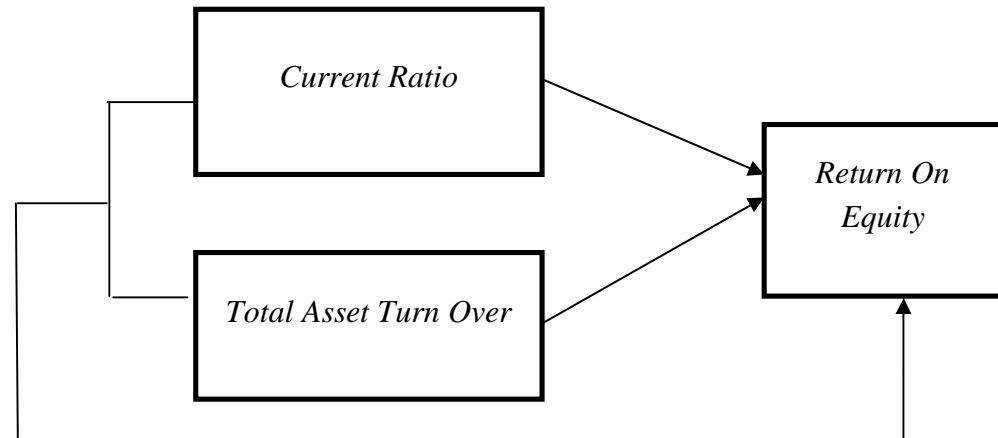 Current Ratio
Return On
Equity
Total Asset Turn Over